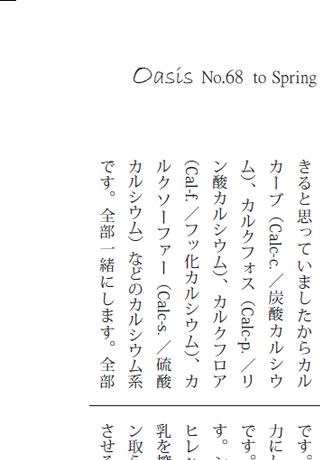 Oasis No.68 to Spring
きると思っていましたからカル
カーブ（Calc-c.／炭酸カルシウ
ム）、カルクフォス（Calc-p.／リ
ン酸カルシウム）、カルクフロア
（Cal-f.／フッ化カルシウム）、カ
ルクソーファー（Calc-s.／硫酸
カルシウム）などのカルシウム系
です。全部一緒にします。全部
です。
力にし
です。
す。
ヒレ
乳を
ン取
させ